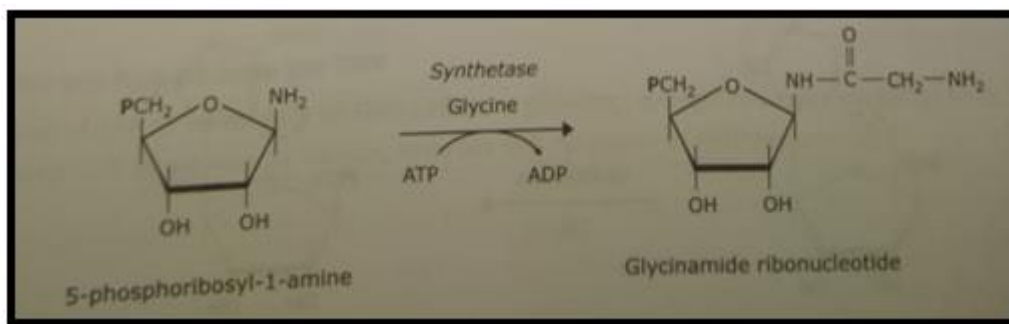 PCH₂
O
NH₂
OH
OH
5-phosphoribosyl-1-amine
Synthetase
Glycine
ATP
ADP
O
PCH₂
O
NH—C—CH₂—NH₂
OH
OH
Glycinamide ribonucleotide